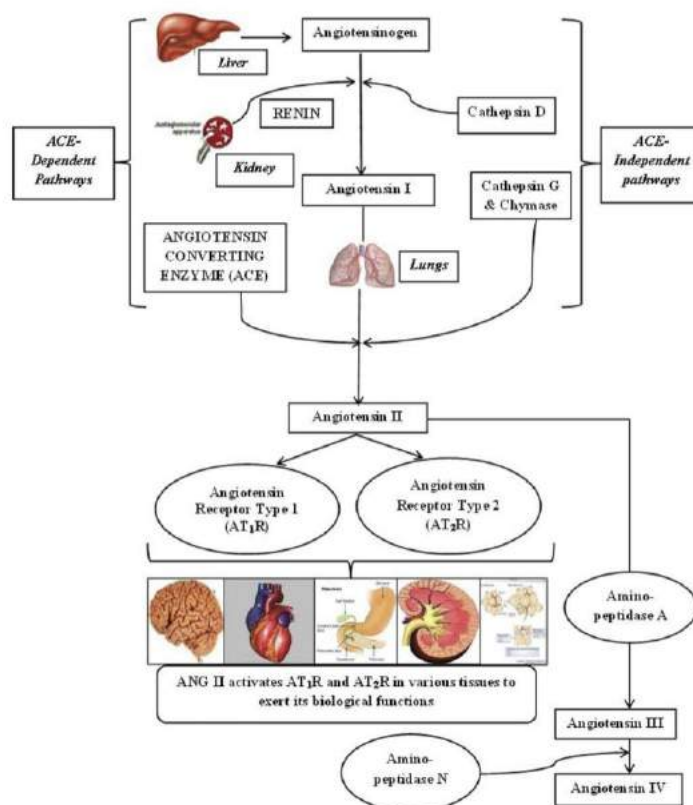 Angiotensinogen
Liver
RENIN
Cathepsin D
Juxtaglomerular
apparatus
Kidney
ACE-
Dependent
Pathways
ACE-
Independent
pathways
Angiotensin I
Cathepsin G
& Chymase
ANGIOTENSIN
CONVERTING
ENZYME (ACE)
Lungs
Angiotensin II
Angiotensin
Receptor Type 1
(AT₁R)
Angiotensin
Receptor Type 2
(AT₂R)
Amino-
peptidase A
ANG II activates AT₁R and AT₂R in various tissues to
exert its biological functions
Angiotensin III
Amino-
peptidase N
Angiotensin IV